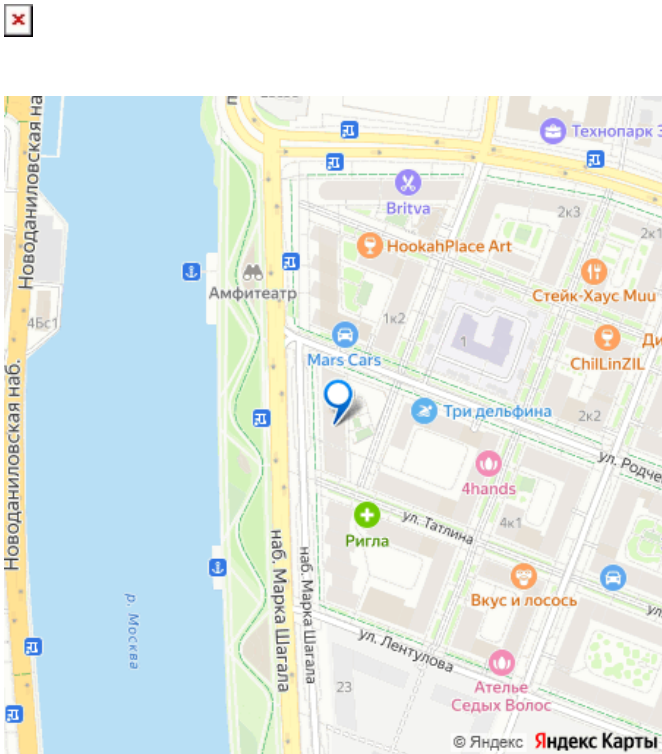 Новоданиловская на
Технопарк
Britva
2к3
2к1
HookahPlace Art
Стейк-Хаус Muu
Амфитеатр
4Бс1
1к2
1
Mars Cars
ChilLinZIL
Три дельфина
2к2
Новоданиловская наб.
ул. Родче
4hands
ул. Татлина
4к1
Ригла
Вкус и лосось
наб. Марка Шагала
наб. Марка Шагала
р. Москва
ул. Лентулова
23
Ателье
Седых Волос
© Яндекс Яндекс Карты